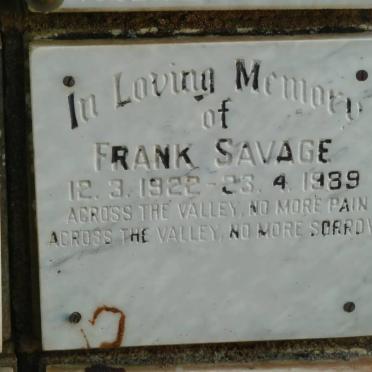 In Loving Memory
of
FRANK SAVAGE
12.3.1922-23.4.1989
ACROSS THE VALLEY, NO MORE PAIN
ACROSS THE VALLEY, NO MORE SORROW